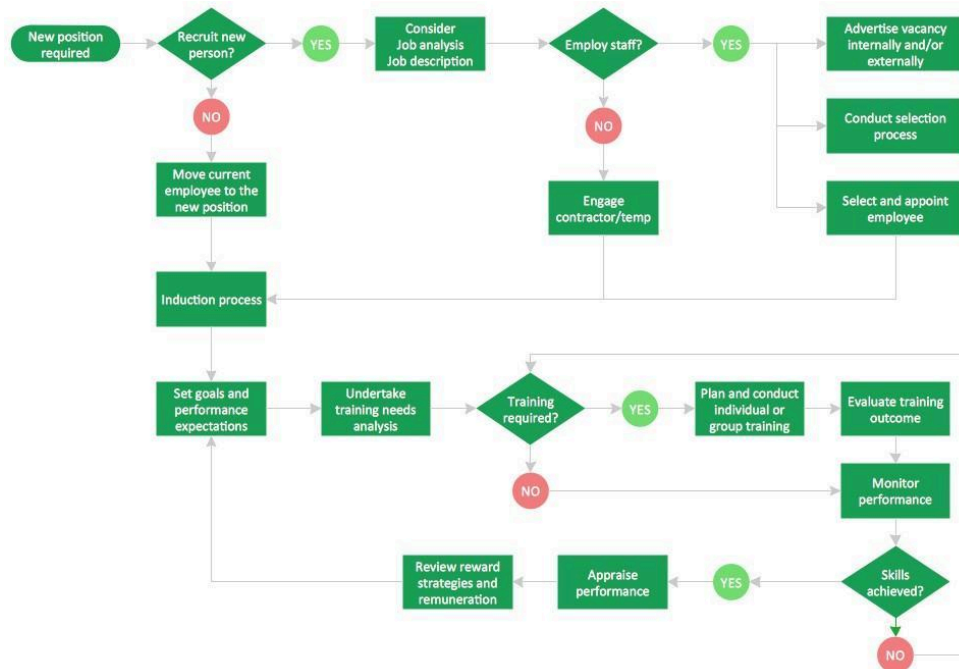 New position
required
Recruit new
person?
YES
Consider
Job analysis
Job description
Employ staff?
YES
Advertise vacancy
internally and/or
externally
NO
NO
Conduct selection
process
Move current
employee to the
new position
Engage
contractor/temp
Select and appoint
employee
Induction process
Set goals and
performance
expectations
Undertake
training needs
analysis
Training
required?
YES
Plan and conduct
individual or
group training
Evaluate training
outcome
NO
Monitor
performance
Review reward
strategies and
remuneration
Appraise
performance
YES
Skills
achieved?
NO